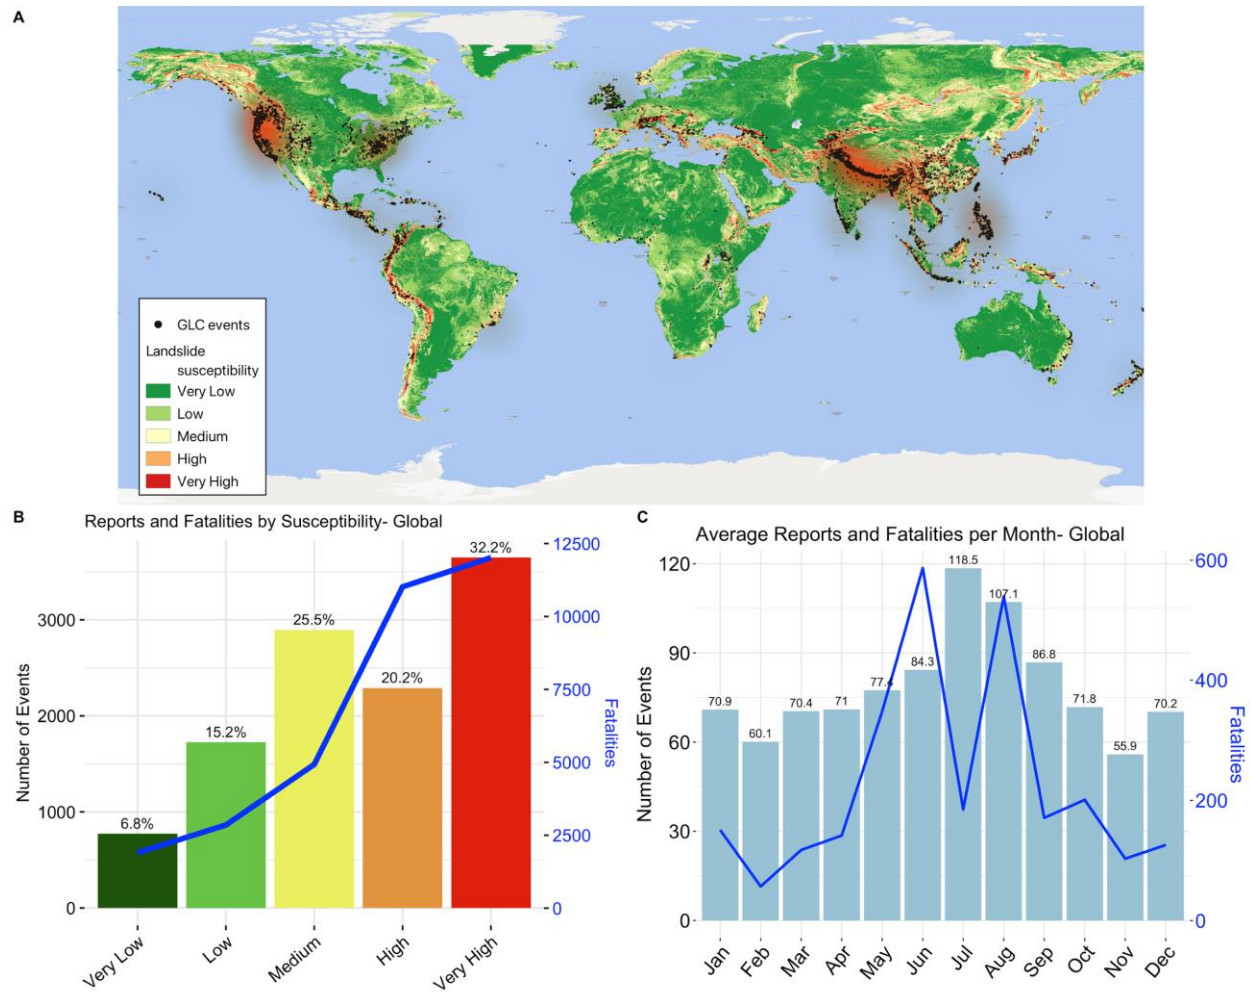 A
GLC events
Landslide
susceptibility
Very Low
Low
Medium
High
Very High
B
Reports and Fatalities by Susceptibility- Global
Number of Events
3000
2000
1000
0
6.8%
15.2%
25.5%
20.2%
32.2%
12500
10000
7500
5000
2500
0
Fatalities
Very Low
Low
Medium
High
Very High
C
Average Reports and Fatalities per Month- Global
Number of Events
120
90
60
30
0
70.9
60.1
70.4
71
77.4
84.3
118.5
107.1
86.8
71.8
55.9
70.2
600
400
200
0
Fatalities
Jan
Feb
Mar
Apr
May
Jun
Jul
Aug
Sep
Oct
Nov
Dec